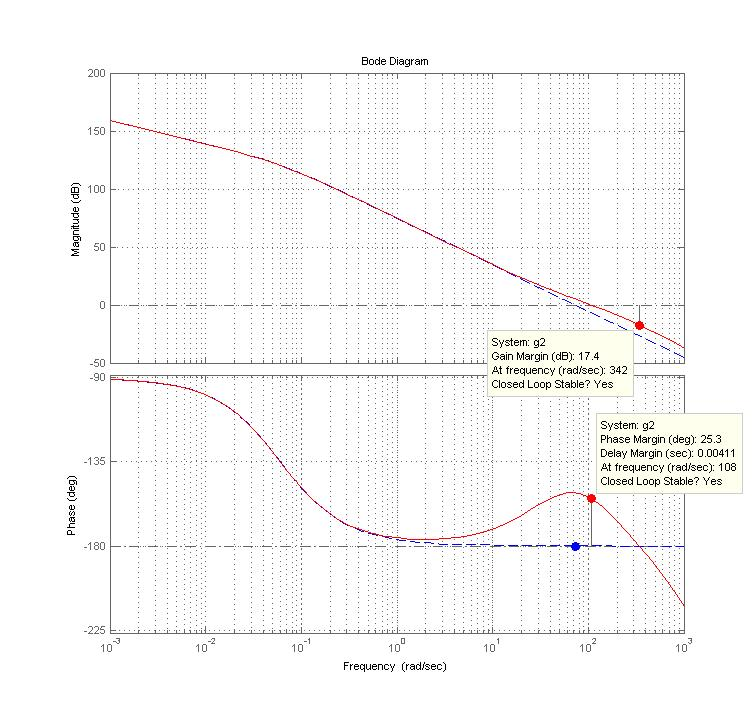 Bode Diagram
200
150
100
50
0
-50
Magnitude (dB)
System: g2
Gain Margin (dB): 17.4
At frequency (rad/sec): 342
Closed Loop Stable? Yes
-90
-135
-180
-225
Phase (deg)
System: g2
Phase Margin (deg): 25.3
Delay Margin (sec): 0.00411
At frequency (rad/sec): 108
Closed Loop Stable? Yes
10^-3 10^-2 10^-1 10^0 10^1 10^2 10^3
Frequency (rad/sec)